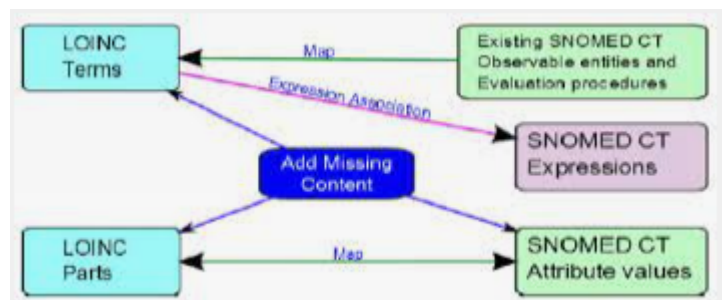 LOINC
Terms
Map
Existing SNOMED CT
Observable entities and
Evaluation procedures
Expression Association
SNOMED CT
Expressions
Add Missing
Content
LOINC
Parts
Map
SNOMED CT
Attribute values